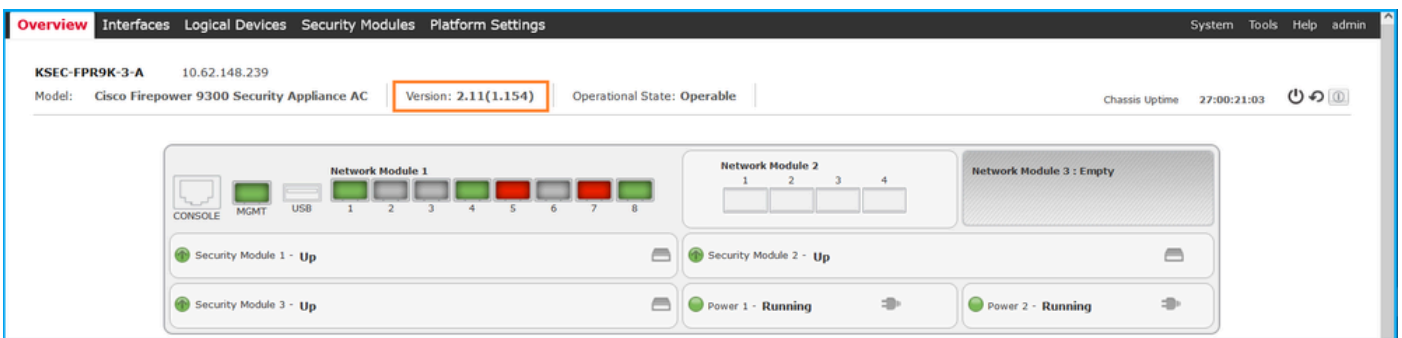 Overview Interfaces Logical Devices Security Modules Platform Settings System Tools Help admin
KSEC-FPR9K-3-A 10.62.148.239
Model: Cisco Firepower 9300 Security Appliance AC Version: 2.11(1.154) Operational State: Operable Chassis Uptime 27:00:21:03
Network Module 1
CONSOLE MGMT USB 1 2 3 4 5 6 7 8
Network Module 2
1 2 3 4
Network Module 3 : Empty
Security Module 1 - Up
Security Module 2 - Up
Security Module 3 - Up
Power 1 - Running
Power 2 - Running